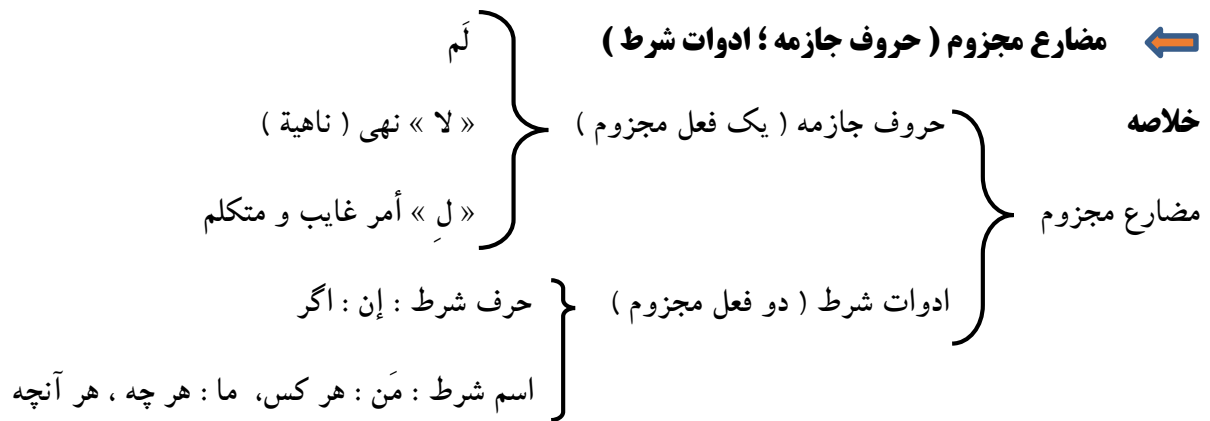 مضارع مجزوم ( حروف جازمه ؛ ادوات شرط )
لَم
خلاصه
حروف جازمه ( یک فعل مجزوم )
« لا » نهی ( ناهیة )
مضارع مجزوم
« لِ » أمر غایب و متکلم
ادوات شرط ( دو فعل مجزوم )
حرف شرط : إن : اگر
اسم شرط : مَن : هر کس، ما : هر چه ، هر آنچه